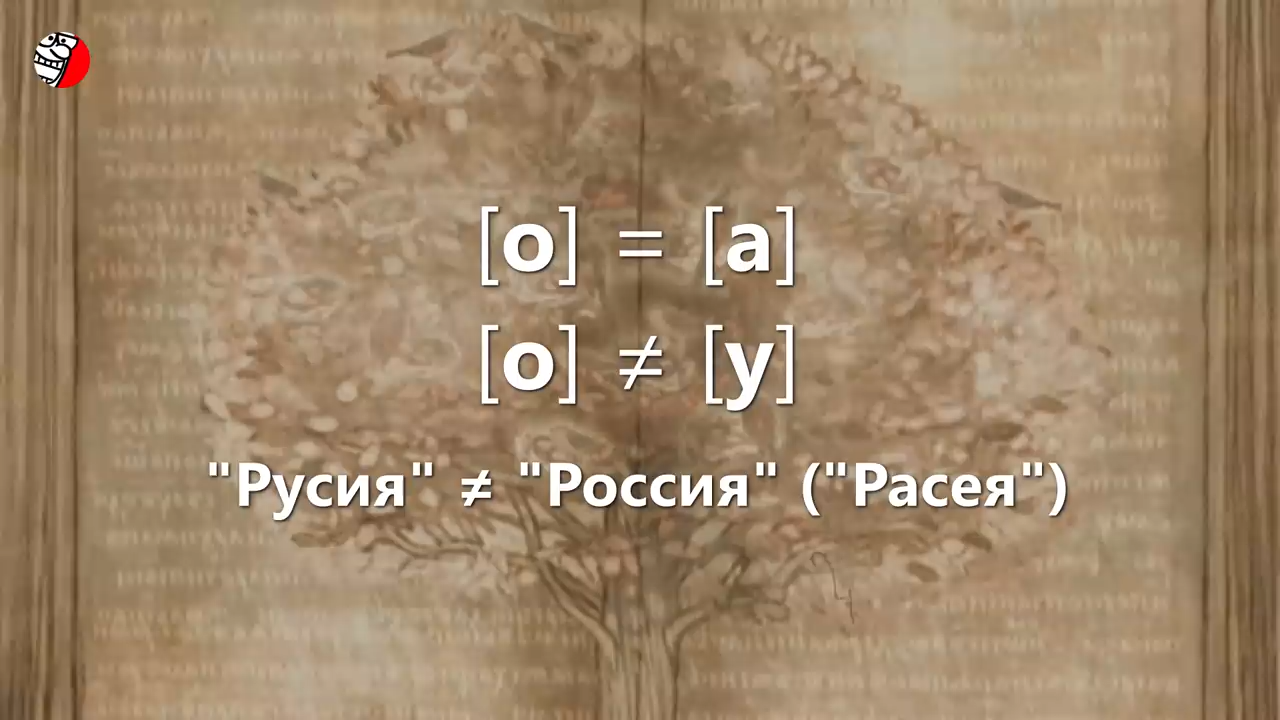 [о] = [а]
[о] ≠ [у]
"Русия" ≠ "Россия" ("Расея")